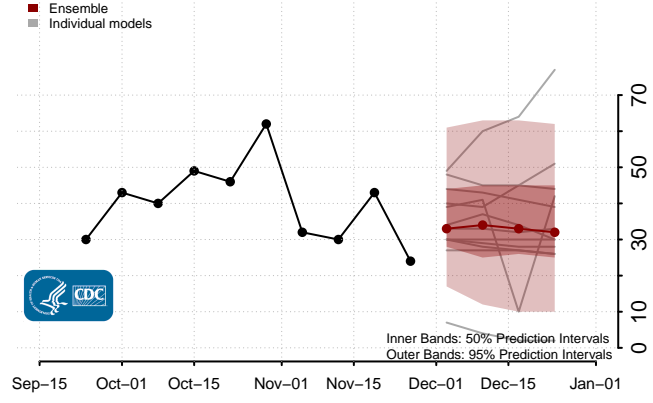 Ensemble
Individual models
70
50
30
10
0
CDC
Inner Bands: 50% Prediction Intervals
Outer Bands: 95% Prediction Intervals
Sep–15 Oct–01 Oct–15 Nov–01 Nov–15 Dec–01 Dec–15 Jan–01